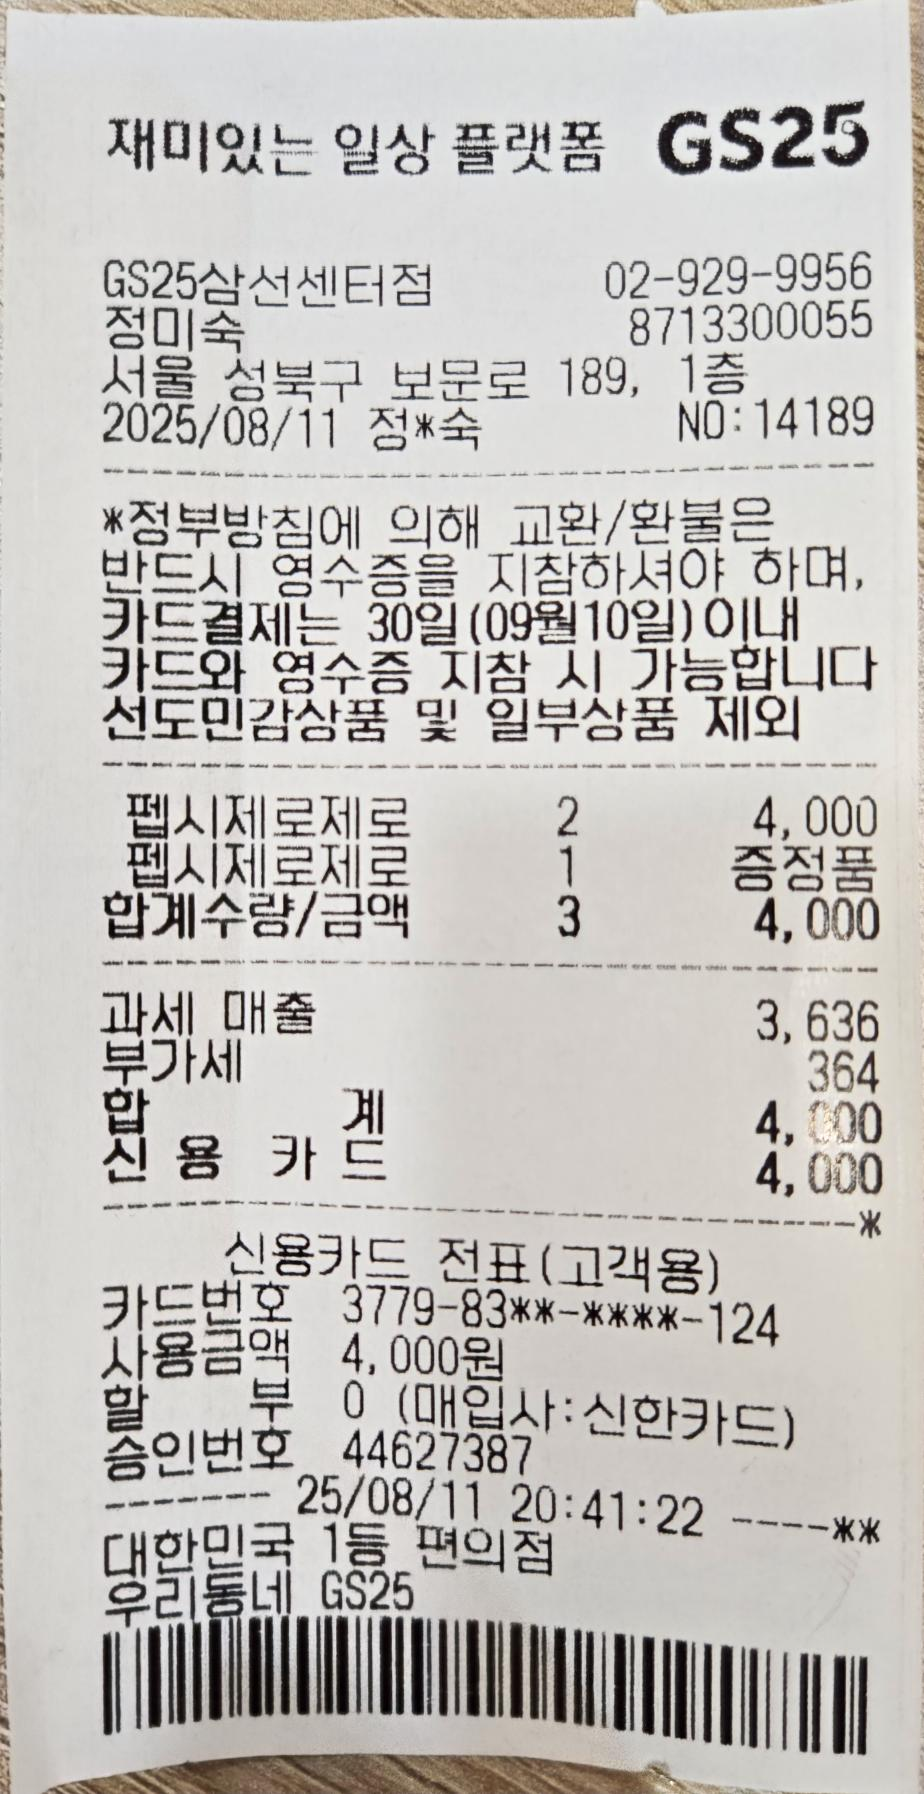 재미있는 일상 플랫폼 GS25
GS25삼선센터점 02-929-9956
정미숙 8713300055
서울 성북구 보문로 189, 1층
2025/08/11 정*숙 NO:14189
*정부방침에 의해 교환/환불은
반드시 영수증을 지참하셔야 하며,
카드결제는 30일(09월10일)이내
카드와 영수증 지참 시 가능합니다
선도민감상품 및 일부상품 제외
펩시제로제로 2 4,000
펩시제로제로 1 증정품
합계수량/금액 3 4,000
과세 매출 3,636
부가세 364
합 계 4,000
신 용 카 드 4,000
*
신용카드 전표(고객용)
카드번호 3779-83**-****-124
사용금액 4,000원
할 부 0 (매입사:신한카드)
승인번호 44627387
------- 25/08/11 20:41:22 ----**
대한민국 1등 편의점
우리동네 GS25